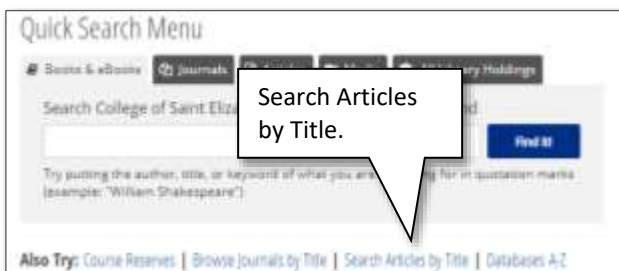 Quick Search Menu
Books & eBooks Journals Library Holdings
Search College of Saint Eliza
Search Articles
by Title.
Find It!
Try putting the author, title, or keyword of what you are for in quotation marks
(example: "William Shakespeare")
Also Try: Course Reserves | Browse Journals by Title | Search Articles by Title | Databases A-Z